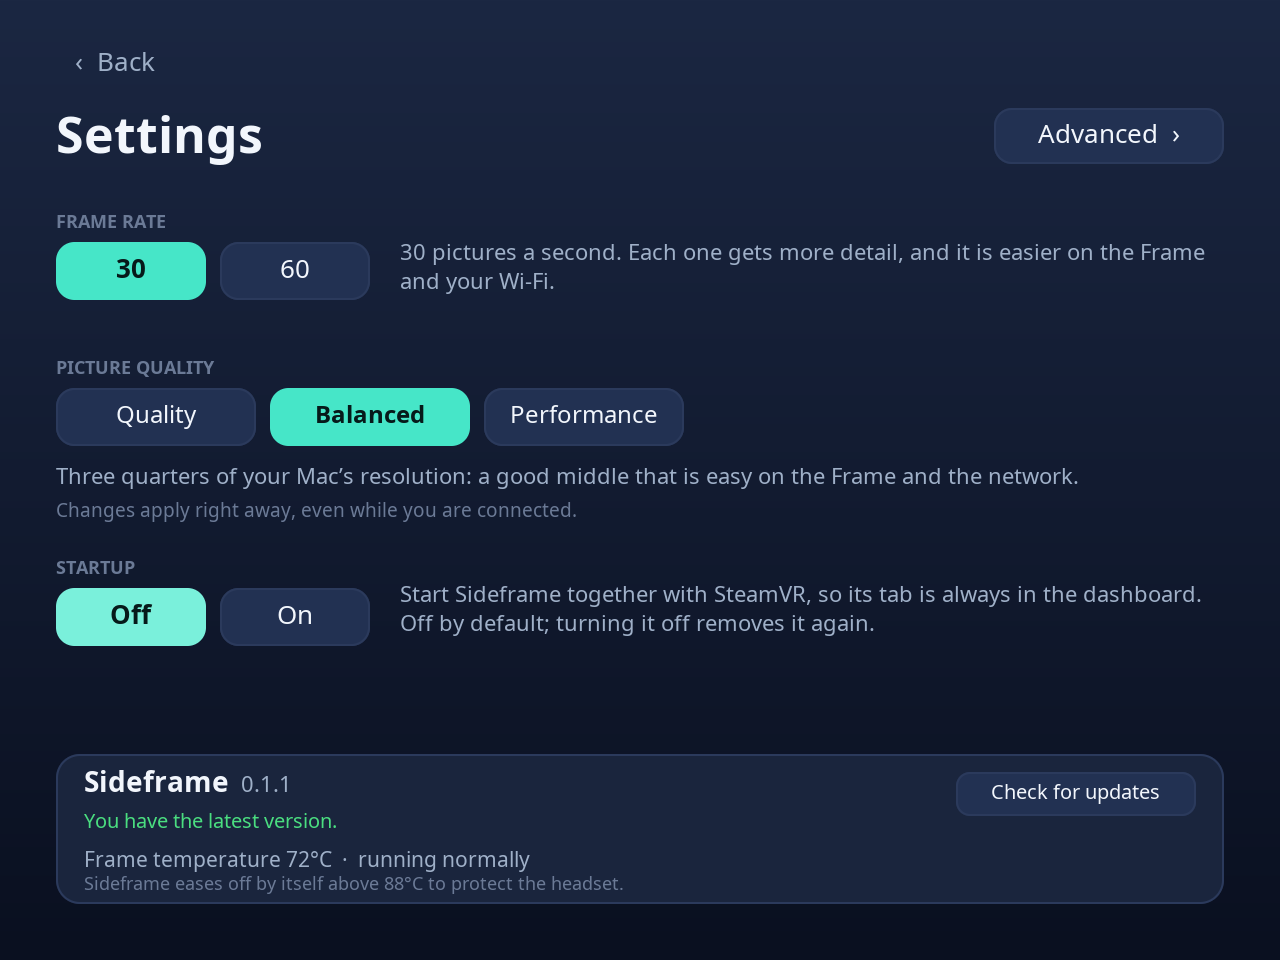 ‹ Back
Settings
Advanced ›
FRAME RATE
30
60
30 pictures a second. Each one gets more detail, and it is easier on the Frame
and your Wi-Fi.
PICTURE QUALITY
Quality
Balanced
Performance
Three quarters of your Mac’s resolution: a good middle that is easy on the Frame and the network.
Changes apply right away, even while you are connected.
STARTUP
Off
On
Start Sideframe together with SteamVR, so its tab is always in the dashboard.
Off by default; turning it off removes it again.
Sideframe 0.1.1
Check for updates
You have the latest version.
Frame temperature 72°C · running normally
Sideframe eases off by itself above 88°C to protect the headset.